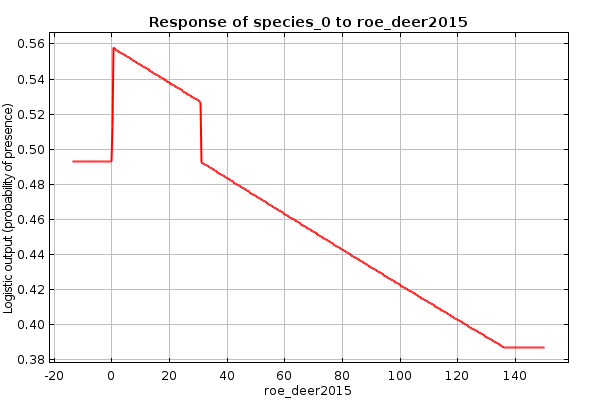 Response of species_0 to roe_deer2015
Logistic output (probability of presence)
0.56
0.54
0.52
0.50
0.48
0.46
0.44
0.42
0.40
0.38
-20 0 20 40 60 80 100 120 140
roe_deer2015